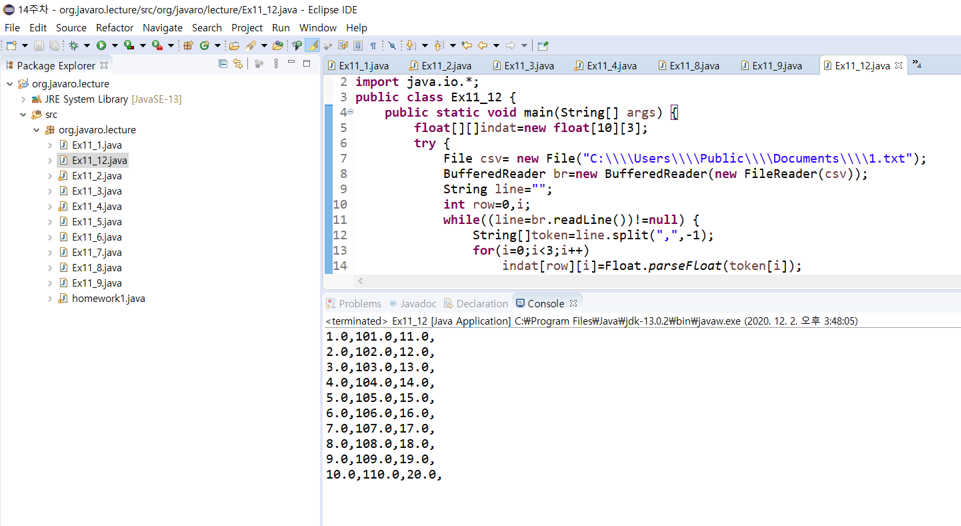 14주차 - org.javaro.lecture/src/org/javaro/lecture/Ex11_12.java - Eclipse IDE
File Edit Source Refactor Navigate Search Project Run Window Help
Package Explorer
org.javaro.lecture
JRE System Library [JavaSE-13]
src
org.javaro.lecture
Ex11_1.java
Ex11_12.java
Ex11_2.java
Ex11_3.java
Ex11_4.java
Ex11_5.java
Ex11_6.java
Ex11_7.java
Ex11_8.java
Ex11_9.java
homework1.java
Ex11_1.java Ex11_2.java Ex11_3.java Ex11_4.java Ex11_8.java Ex11_9.java Ex11_12.java »4
2 import java.io.*;
3 public class Ex11_12 {
4 public static void main(String[] args) {
5 float[][]indat=new float[10][3];
6 try {
7 File csv= new File("C:\\\\Users\\\\Public\\\\Documents\\\\1.txt");
8 BufferedReader br=new BufferedReader(new FileReader(csv));
9 String line="";
10 int row=0,i;
11 while((line=br.readLine())!=null) {
12 String[]token=line.split(",",-1);
13 for(i=0;i<3;i++)
14 indat[row][i]=Float.parseFloat(token[i]);
Problems Javadoc Declaration Console
<terminated> Ex11_12 [Java Application] C:₩Program Files₩Java₩jdk-13.0.2₩bin₩javaw.exe (2020. 12. 2. 오후 3:48:05)
1.0,101.0,11.0,
2.0,102.0,12.0,
3.0,103.0,13.0,
4.0,104.0,14.0,
5.0,105.0,15.0,
6.0,106.0,16.0,
7.0,107.0,17.0,
8.0,108.0,18.0,
9.0,109.0,19.0,
10.0,110.0,20.0,